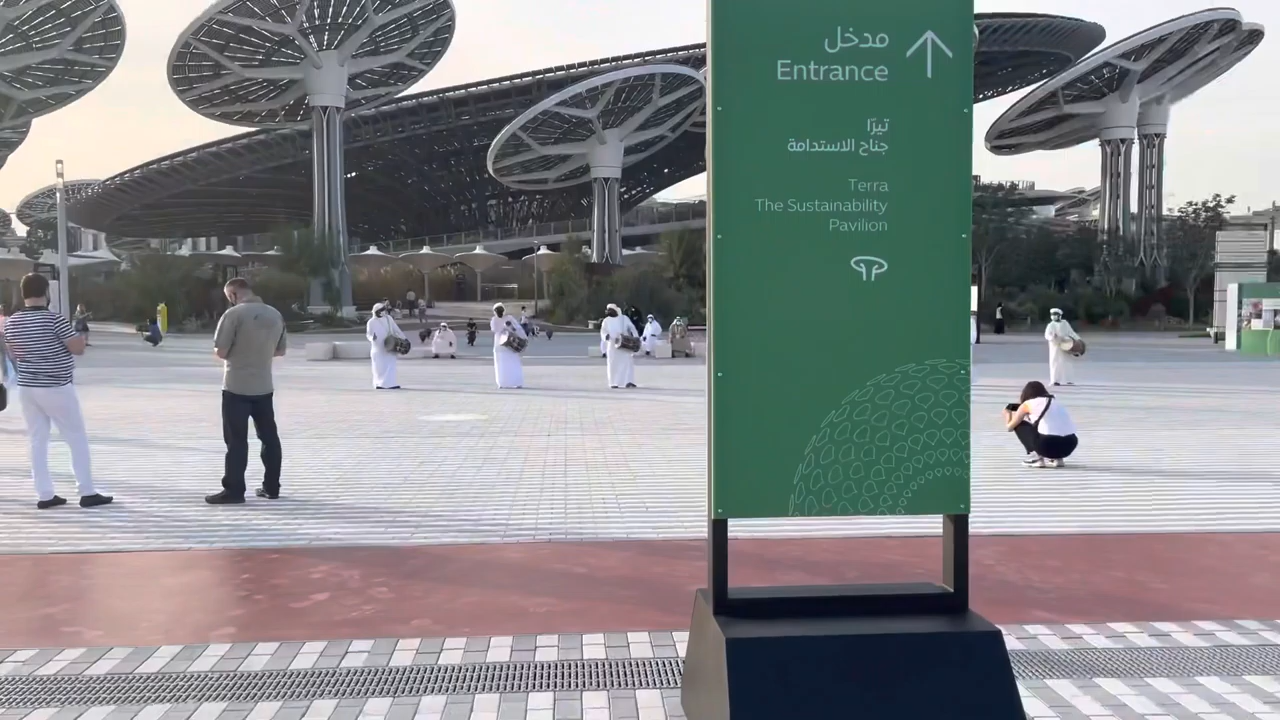 مدخل
Entrance
تيرّا
جناح الاستدامة
Terra
The Sustainability
Pavilion